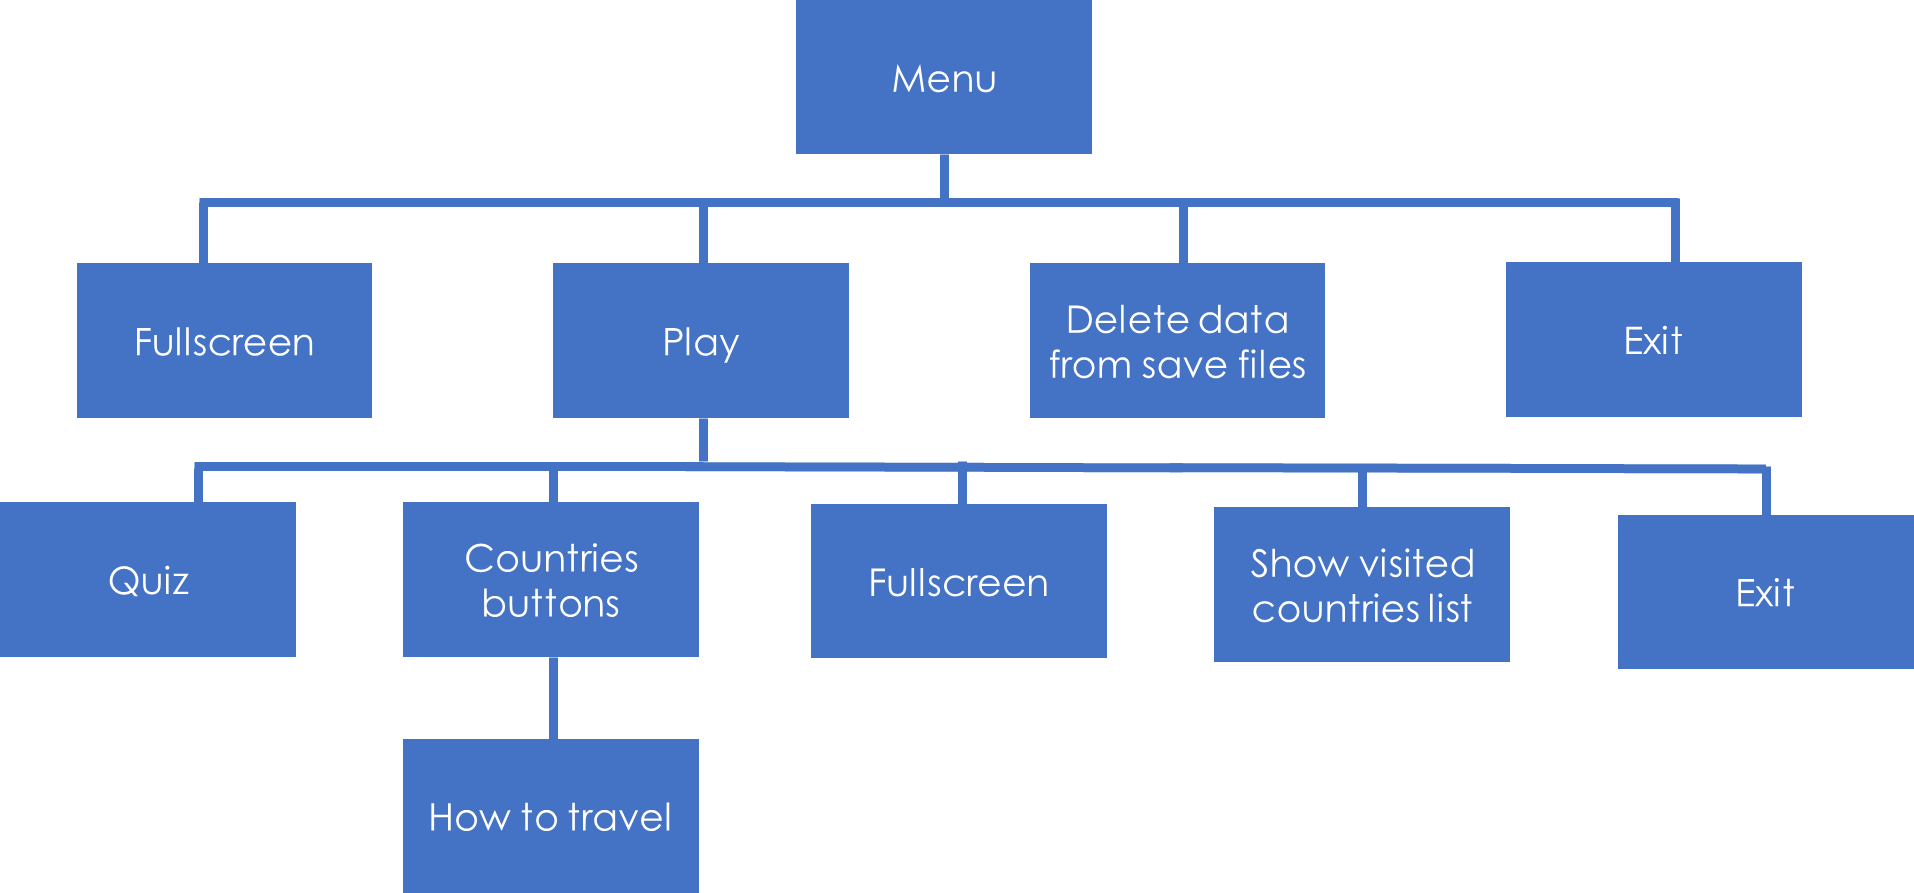 Menu
Fullscreen
Play
Delete data
from save files
Exit
Quiz
Countries
buttons
Fullscreen
Show visited
countries list
Exit
How to travel